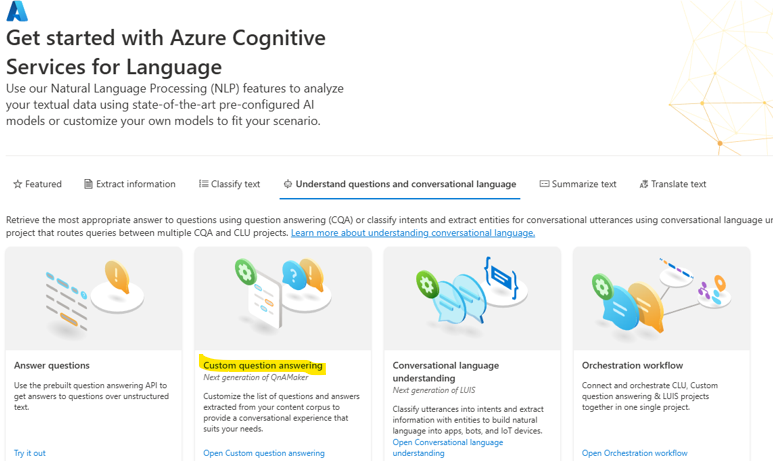 Get started with Azure Cognitive
Services for Language
Use our Natural Language Processing (NLP) features to analyze
your textual data using state-of-the-art pre-configured AI
models or customize your own models to fit your scenario.
Featured
Extract information
Classify text
Understand questions and conversational language
Summarize text
Translate text
Retrieve the most appropriate answer to questions using question answering (CQA) or classify intents and extract entities for conversational utterances using conversational language
project that routes queries between multiple CQA and CLU projects. Learn more about understanding conversational language.
Answer questions
Use the prebuilt question answering API to
get answers to questions over unstructured
text.
Try it out
Custom question answering
Next generation of QnAMaker
Customize the list of questions and answers
extracted from your content corpus to
provide a conversational experience that
suits your needs.
Open Custom question answering
Conversational language
understanding
Next generation of LUIS
Classify utterances into intents and extract
information with entities to build natural
language into apps, bots, and IoT devices.
Open Conversational language
understanding
Orchestration workflow
Connect and orchestrate CLU, Custom
question answering & LUIS projects
together in one single project.
Open Orchestration workflow